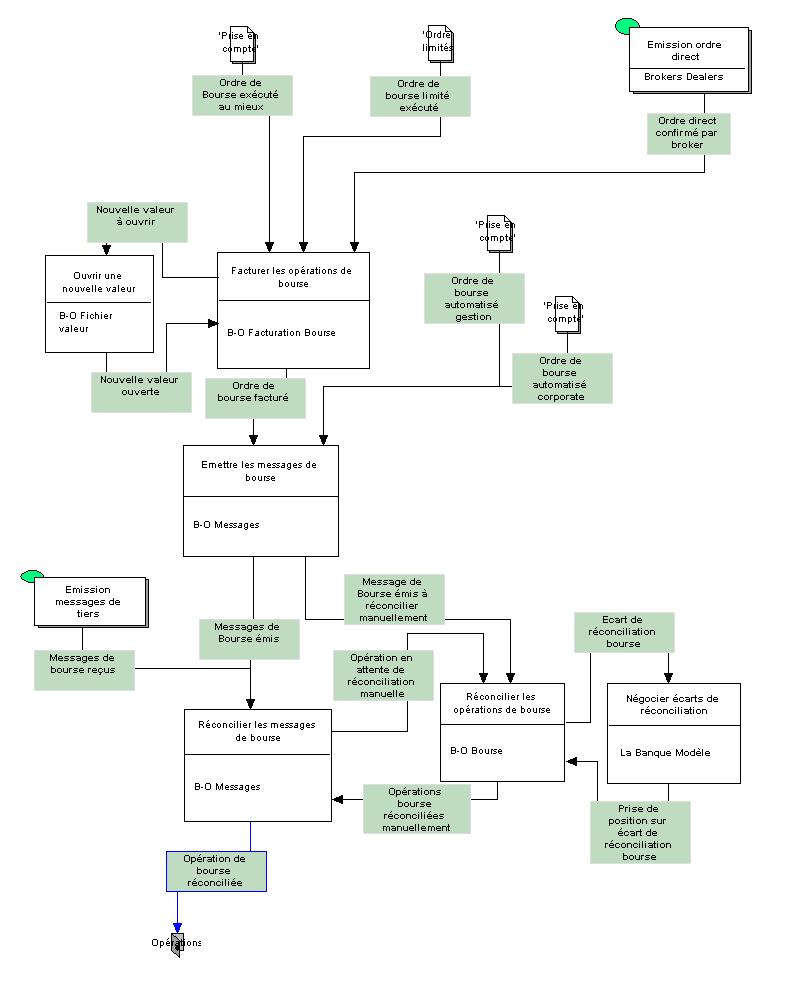 'Prise en
compte'
'Ordre
limités
Emission ordre
direct
Brokers Dealers
Ordre de
Bourse exécuté
au mieux
Ordre de
bourse limité
exécuté
Ordre direct
confirmé par
broker
Nouvelle valeur
à ouvrir
'Prise en
compte'
Ouvrir une
nouvelle valeur
B-O Fichier
valeur
Facturer les opérations de
bourse
B-O Facturation Bourse
Ordre de
bourse
automatisé
gestion
'Prise en
compte'
Nouvelle valeur
ouverte
Ordre de
bourse facturé
Ordre de
bourse
automatisé
corporate
Emettre les messages de
bourse
B-O Messages
Emission
messages de
tiers
Message de
Bourse émis à
réconcilier
manuellement
Messages de
Bourse émis
Ecart de
réconciliation
bourse
Messages de
bourse reçus
Opération en
attente de
réconciliation
manuelle
Réconcilier les
opérations de bourse
B-O Bourse
Négocier écarts de
réconciliation
La Banque Modèle
Réconcilier les messages
de bourse
B-O Messages
Opérations
bourse
réconciliées
manuellement
Prise de
position sur
écart de
réconciliation
bourse
Opération de
bourse
réconciliée
Opérations